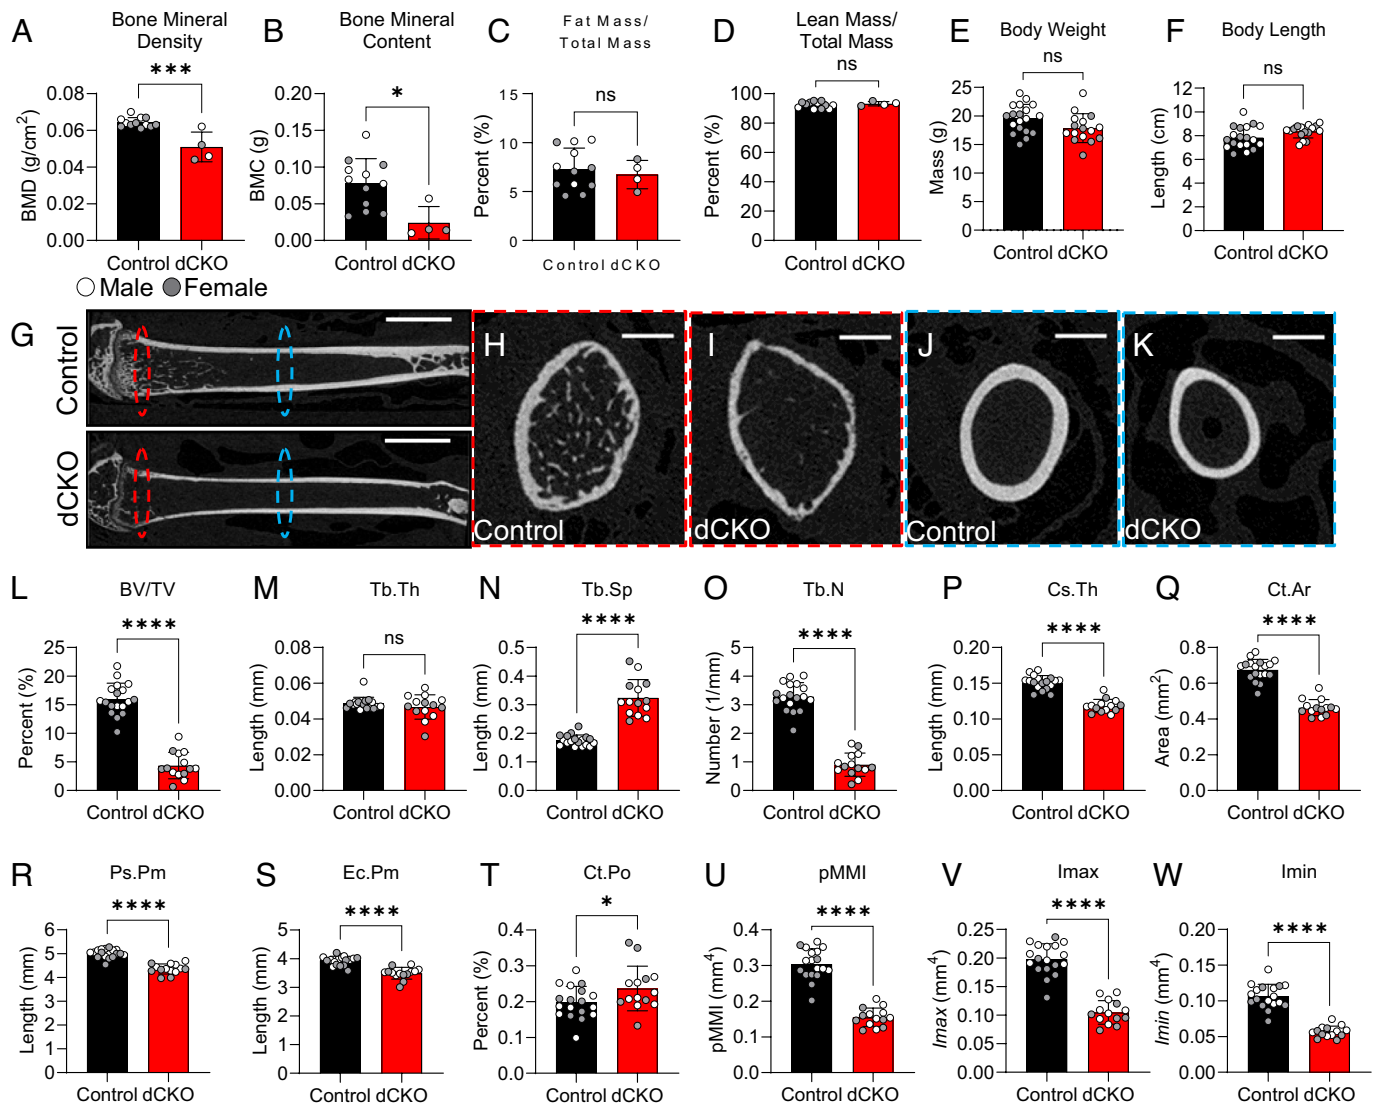 A Bone Mineral Density
***
BMD (g/cm2)
0.08
0.06
0.04
0.02
0.00
Control dCKO
B Bone Mineral Content
*
BMC (g)
0.20
0.15
0.10
0.05
0.00
Control dCKO
C Fat Mass/ Total Mass
ns
Percent (%)
15
10
5
0
Control dCKO
D Lean Mass/ Total Mass
ns
Percent (%)
100
80
60
40
20
0
Control dCKO
E Body Weight
ns
Mass (g)
25
20
15
10
5
0
Control dCKO
F Body Length
ns
Length (cm)
12
10
8
6
4
2
0
Control dCKO
Male Female
G Control
dCKO
H Control
I dCKO
J Control
K dCKO
L BV/TV
****
Percent (%)
25
20
15
10
5
0
Control dCKO
M Tb.Th
ns
Length (mm)
0.08
0.06
0.04
0.02
0.00
Control dCKO
N Tb.Sp
****
Length (mm)
0.5
0.4
0.3
0.2
0.1
0.0
Control dCKO
O Tb.N
****
Number (1/mm)
5
4
3
2
1
0
Control dCKO
P Cs.Th
****
Length (mm)
0.20
0.15
0.10
0.05
0.00
Control dCKO
Q Ct.Ar
****
Area (mm2)
0.8
0.6
0.4
0.2
0.0
Control dCKO
R Ps.Pm
****
Length (mm)
6
5
4
3
2
1
0
Control dCKO
S Ec.Pm
****
Length (mm)
5
4
3
2
1
0
Control dCKO
T Ct.Po
*
Percent (%)
0.4
0.3
0.2
0.1
0.0
Control dCKO
U pMMI
****
pMMI (mm4)
0.4
0.3
0.2
0.1
0.0
Control dCKO
V Imax
****
Imax (mm4)
0.25
0.20
0.15
0.10
0.05
0.00
Control dCKO
W Imin
****
Imin (mm4)
0.20
0.15
0.10
0.05
0.00
Control dCKO